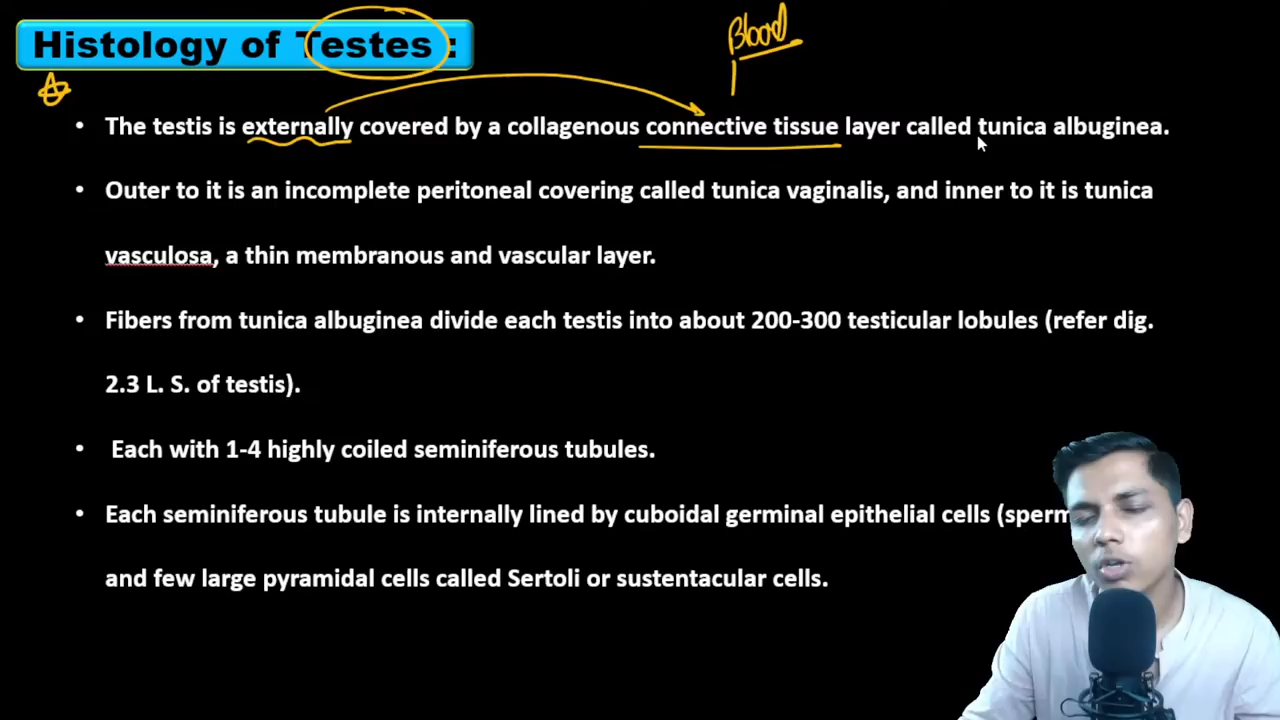 Blood
Histology of Testes :
• The testis is externally covered by a collagenous connective tissue layer called tunica albuginea.
• Outer to it is an incomplete peritoneal covering called tunica vaginalis, and inner to it is tunica
vasculosa, a thin membranous and vascular layer.
• Fibers from tunica albuginea divide each testis into about 200-300 testicular lobules (refer dig.
2.3 L. S. of testis).
• Each with 1-4 highly coiled seminiferous tubules.
• Each seminiferous tubule is internally lined by cuboidal germinal epithelial cells
and few large pyramidal cells called Sertoli or sustentacular cells.